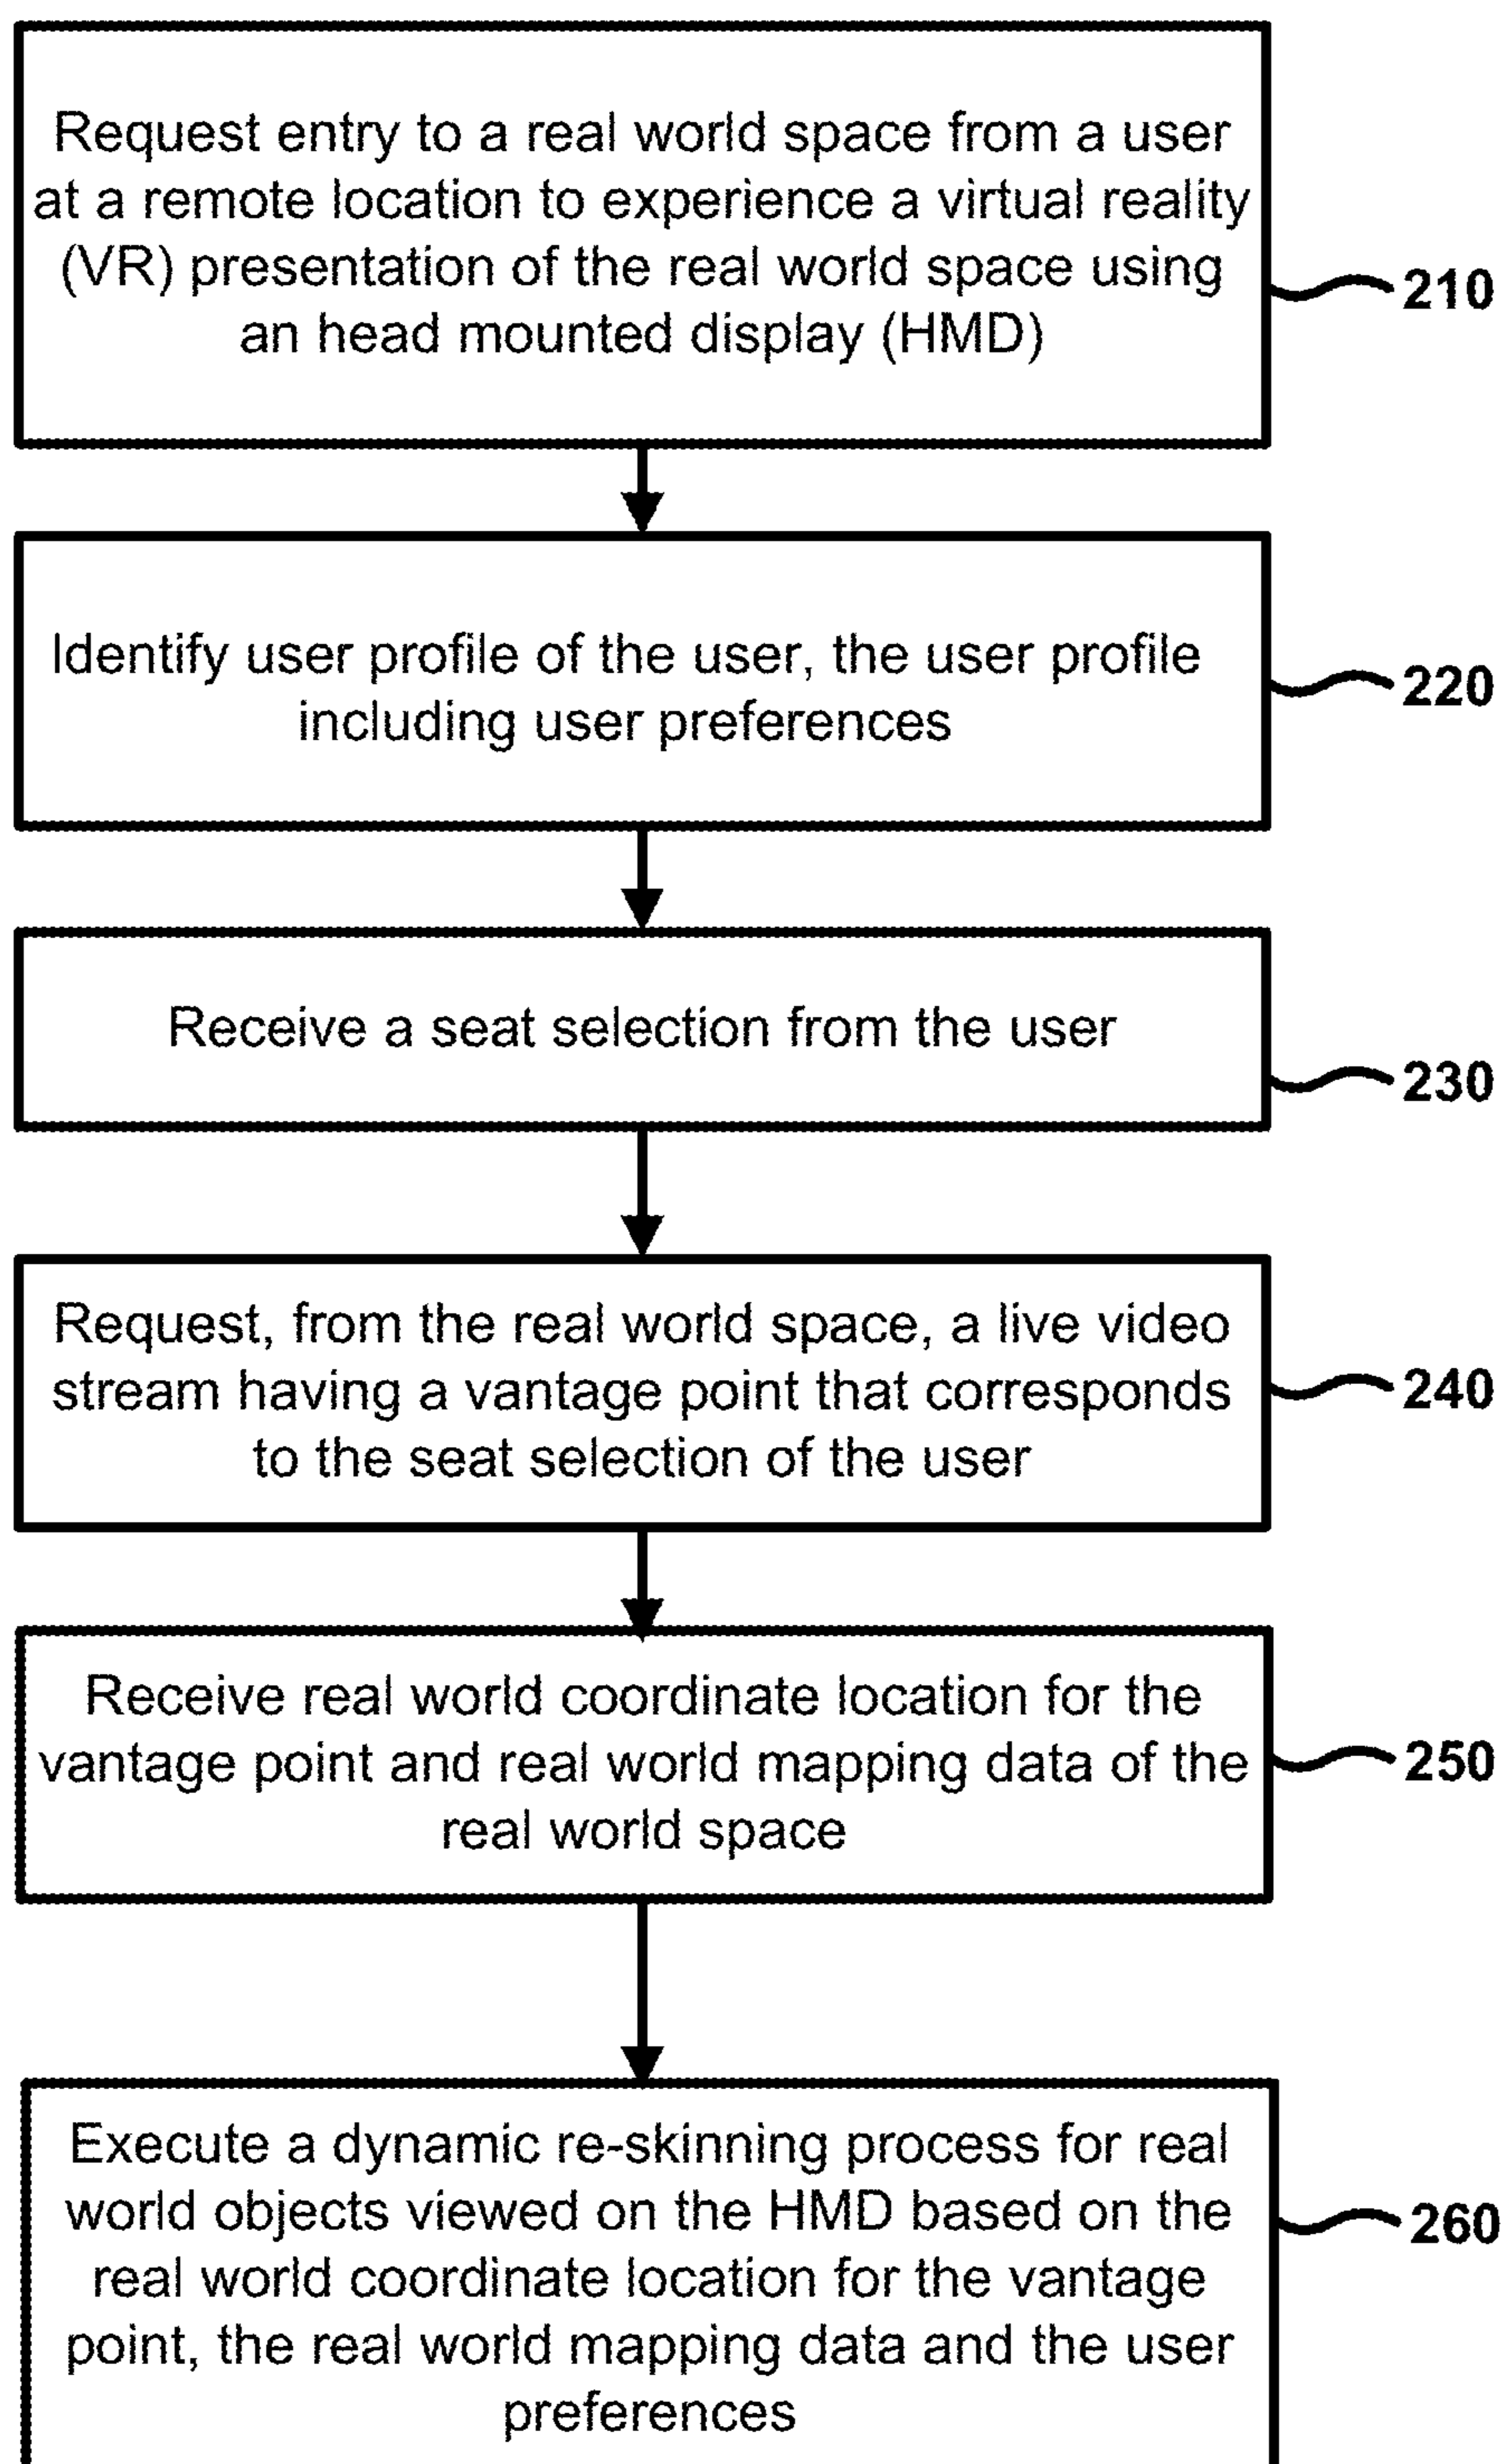 Request entry to a real world space from a user
at a remote location to experience a virtual reality
(VR) presentation of the real world space using
an head mounted display (HMD)
210
Identify user profile of the user, the user profile
including user preferences
220
Receive a seat selection from the user
230
Request, from the real world space, a live video
stream having a vantage point that corresponds
to the seat selection of the user
240
Receive real world coordinate location for the
vantage point and real world mapping data of the
real world space
250
Execute a dynamic re-skinning process for real
world objects viewed on the HMD based on the
real world coordinate location for the vantage
point, the real world mapping data and the user
preferences
260